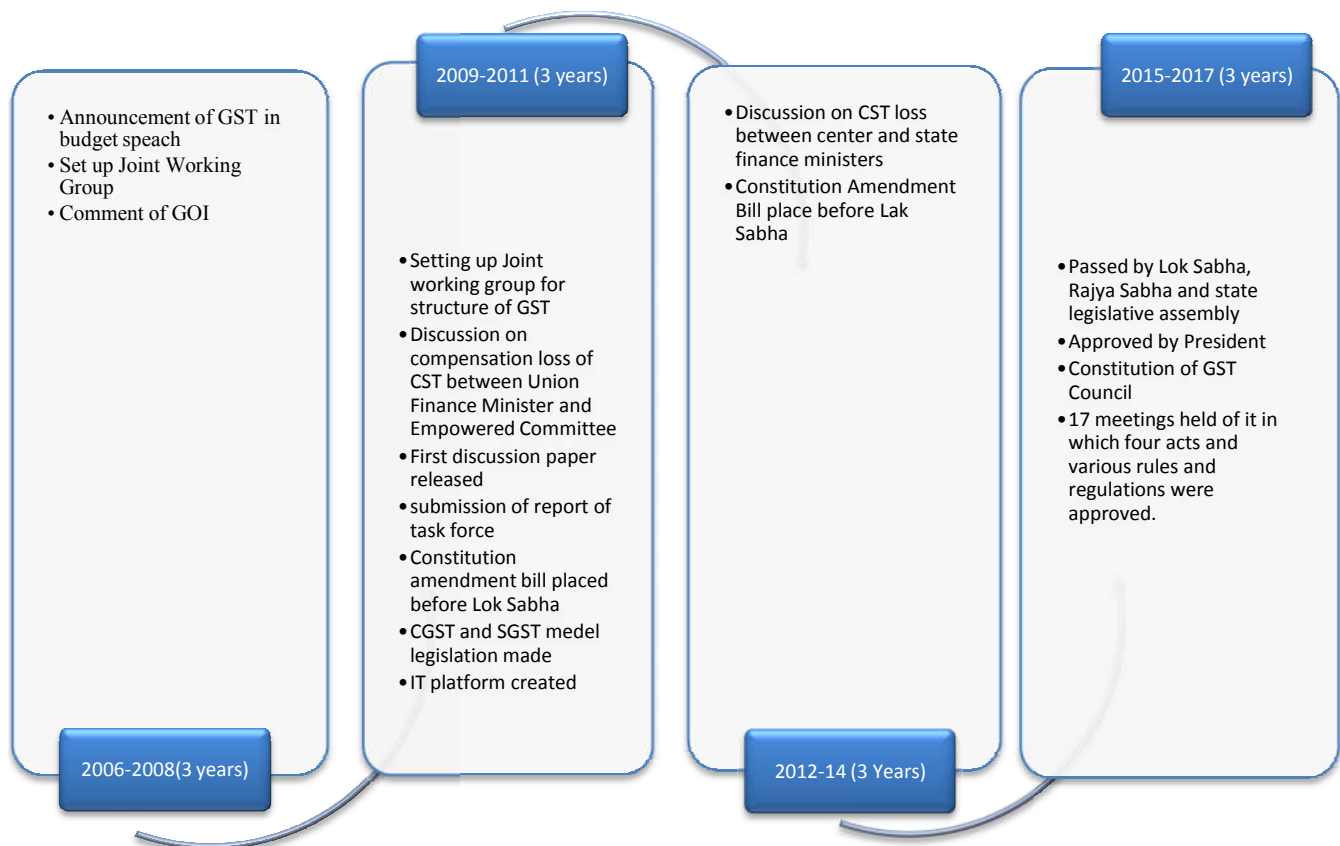 • Announcement of GST in
budget speach
• Set up Joint Working
Group
• Comment of GOI
2006-2008(3 years)
2009-2011 (3 years)
•Setting up Joint
working group for
structure of GST
•Discussion on
compensation loss of
CST between Union
Finance Minister and
Empowered Committee
•First discussion paper
released
•submission of report of
task force
•Constitution
amendment bill placed
before Lok Sabha
•CGST and SGST medel
legislation made
•IT platform created
•Discussion on CST loss
between center and state
finance ministers
•Constitution Amendment
Bill place before Lak
Sabha
2012-14 (3 Years)
2015-2017 (3 years)
•Passed by Lok Sabha,
Rajya Sabha and state
legislative assembly
•Approved by President
•Constitution of GST
Council
•17 meetings held of it in
which four acts and
various rules and
regulations were
approved.